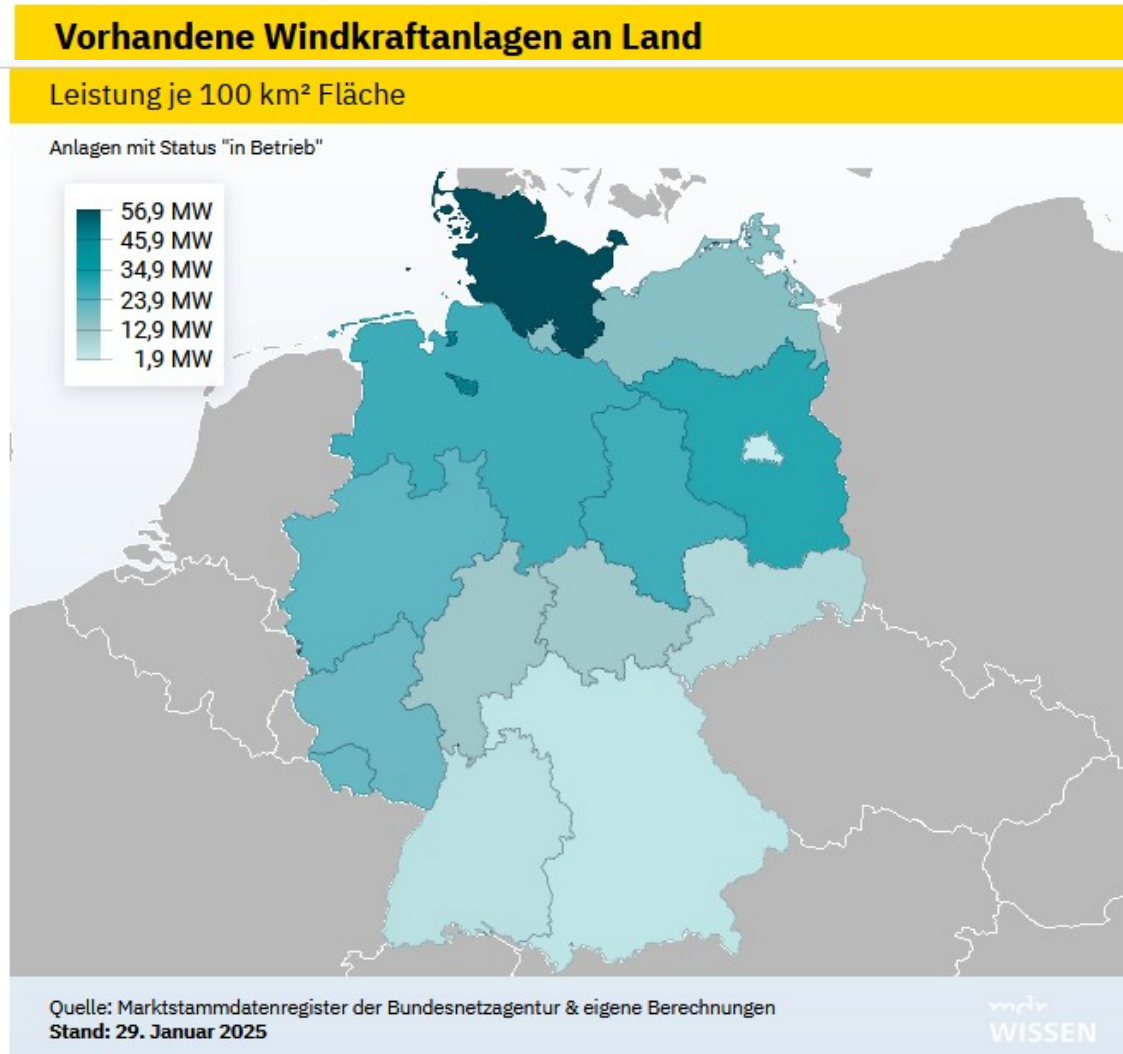 Vorhandene Windkraftanlagen an Land
Leistung je 100 km² Fläche
Anlagen mit Status "in Betrieb"
56,9 MW
45,9 MW
34,9 MW
23,9 MW
12,9 MW
1,9 MW
Quelle: Marktstammdatenregister der Bundesnetzagentur & eigene Berechnungen
Stand: 29. Januar 2025
mdr
WISSEN